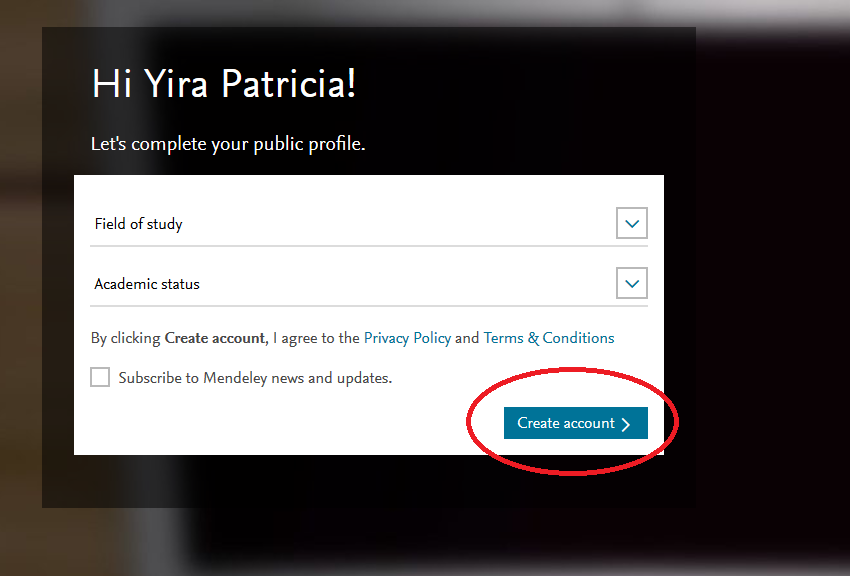 Hi Yira Patricia!
Let's complete your public profile.
Field of study
Academic status
By clicking Create account, I agree to the Privacy Policy and Terms & Conditions
Subscribe to Mendeley news and updates.
Create account